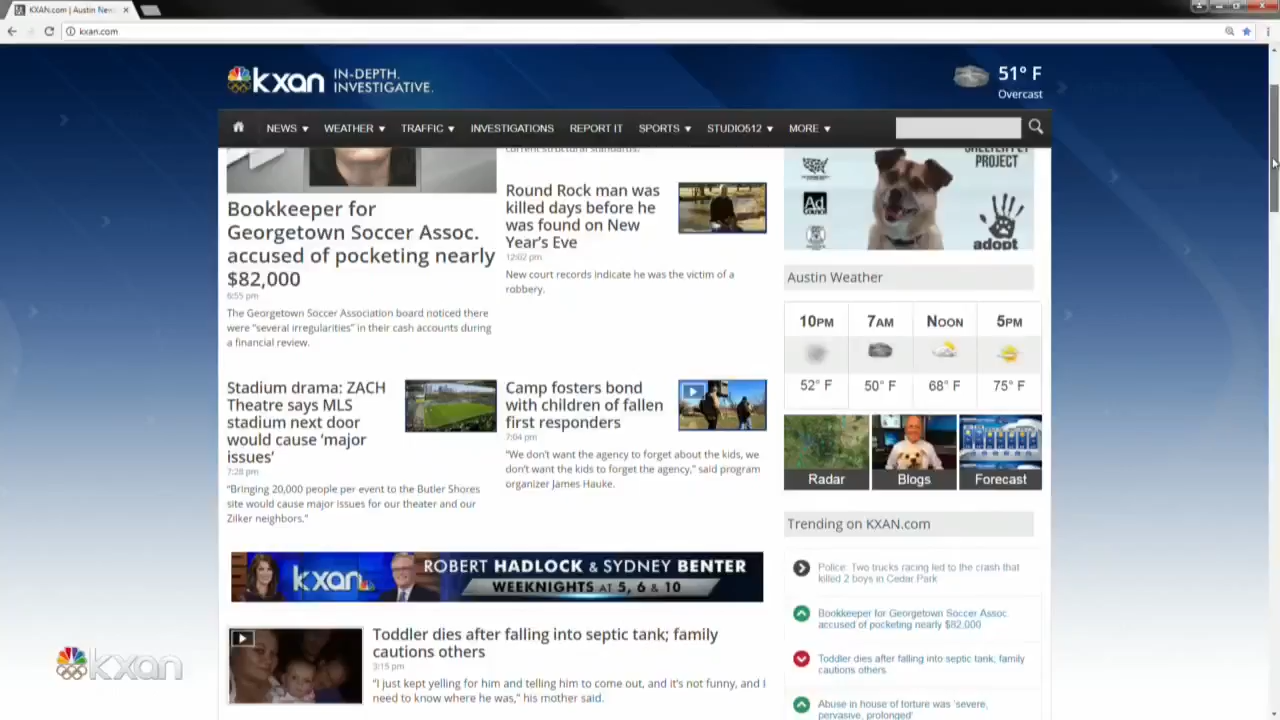 KXAN.com | Austin New
kxan.com
kxan IN-DEPTH.
INVESTIGATIVE.
51° F
Overcast
NEWS WEATHER TRAFFIC INVESTIGATIONS REPORT IT SPORTS STUDIO512 MORE
current structural standards.
Bookkeeper for
Georgetown Soccer Assoc.
accused of pocketing nearly
$82,000
6:55 pm
The Georgetown Soccer Association board noticed there
were “several irregularities” in their cash accounts during
a financial review.
Round Rock man was
killed days before he
was found on New
Year’s Eve
12:02 pm
New court records indicate he was the victim of a
robbery.
Stadium drama: ZACH
Theatre says MLS
stadium next door
would cause ‘major
issues’
7:28 pm
“Bringing 20,000 people per event to the Butler Shores
site would cause major issues for our theater and our
Zilker neighbors.”
Camp fosters bond
with children of fallen
first responders
7:04 pm
“We don’t want the agency to forget about the kids, we
don’t want the kids to forget the agency,” said program
organizer James Hauke.
kxan
ROBERT HADLOCK & SYDNEY BENTER
WEEKNIGHTS AT 5, 6 & 10
Toddler dies after falling into septic tank; family
cautions others
3:15 pm
“I just kept yelling for him and telling him to come out, and it’s not funny, and I
need to know where he was,” his mother said.
SHELTER PET
PROJECT
Ad
Council
adopt
Austin Weather
10PM 7AM NOON 5PM
52° F 50° F 68° F 75° F
Radar Blogs Forecast
Trending on KXAN.com
Police: Two trucks racing led to the crash that
killed 2 boys in Cedar Park
Bookkeeper for Georgetown Soccer Assoc.
accused of pocketing nearly $82,000
Toddler dies after falling into septic tank; family
cautions others
Abuse in house of torture was ‘severe,
pervasive, prolonged’
kxan